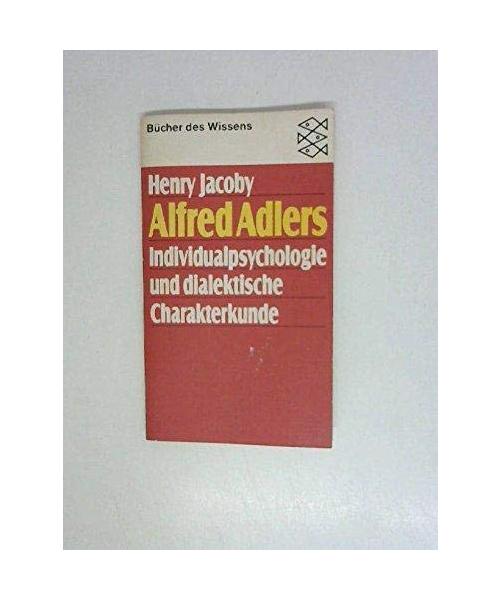 Bücher des Wissens
Henry Jacoby
Alfred Adlers
Individualpsychologie
und dialektische
Charakterkunde